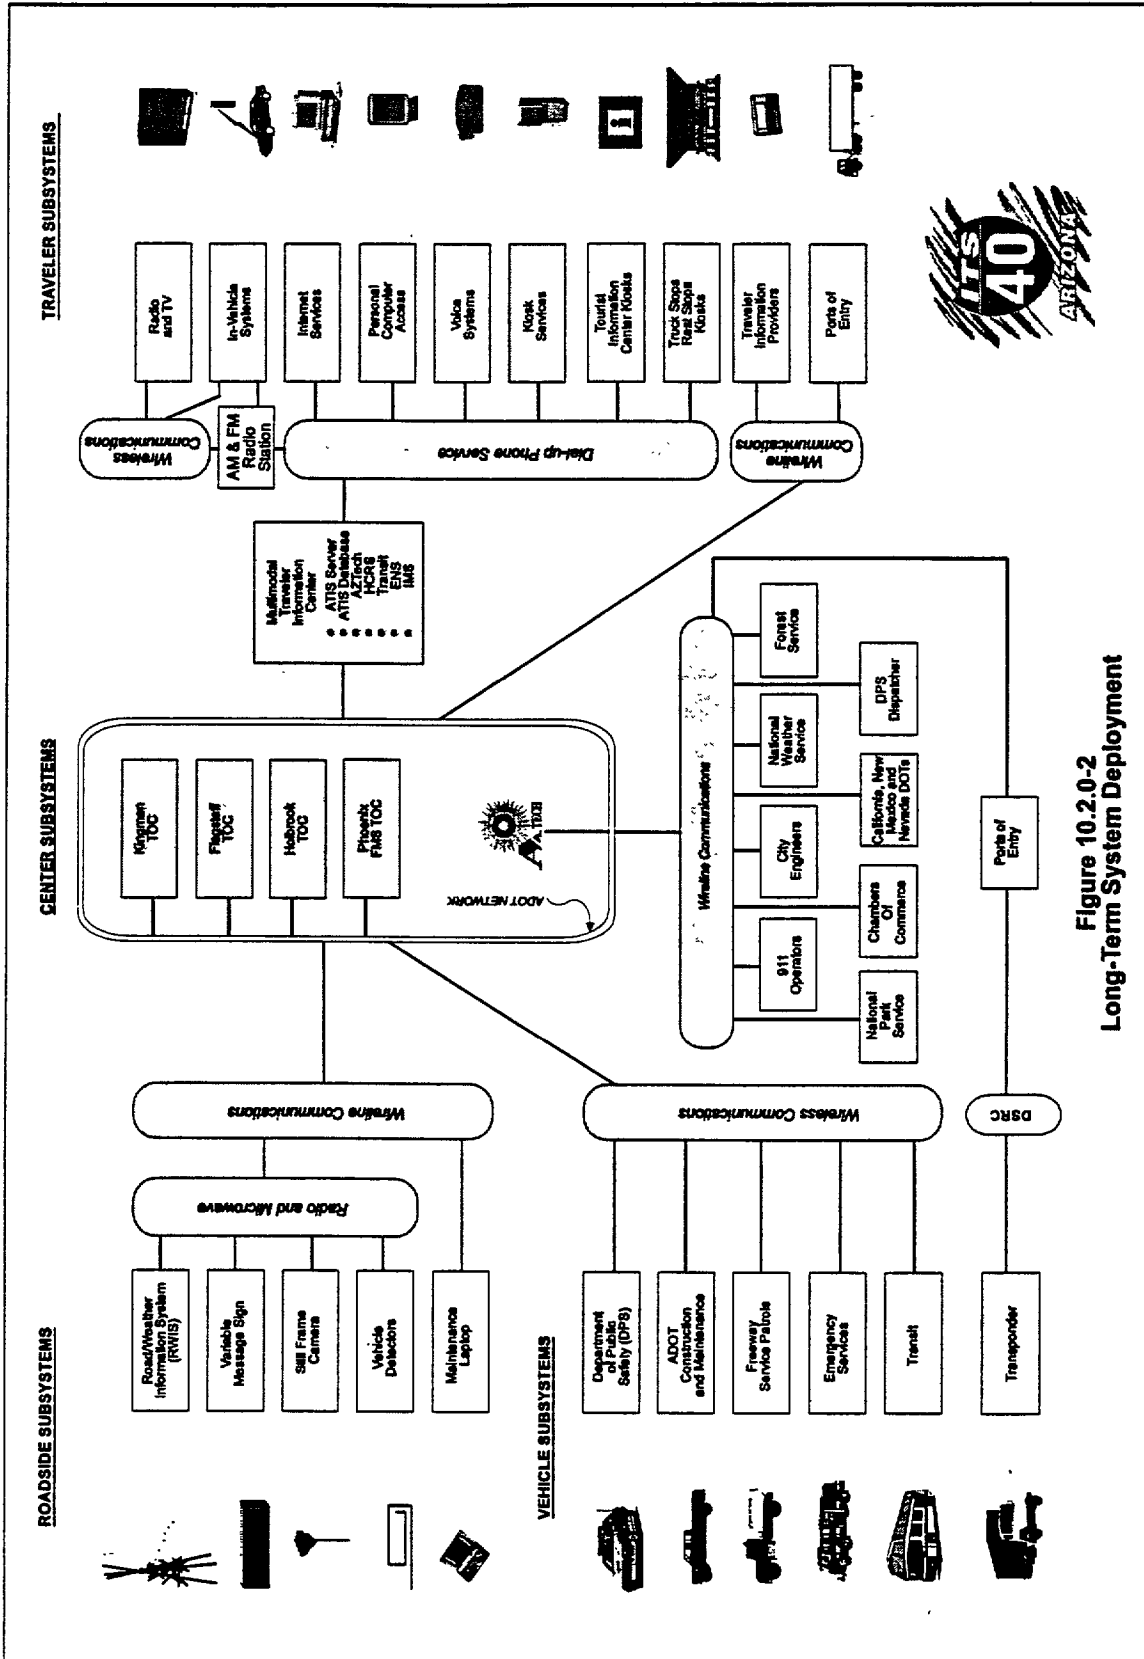 ROADSIDE SUBSYSTEMS
Road/Weather
Information System
(RWIS)
Variable
Message Sign
Still Frame
Camera
Vehicle
Detectors
Maintenance
Laptop
Radio and Microwave
Wireline Communications
VEHICLE SUBSYSTEMS
Department
of Public
Safety (DPS)
ADOT
Construction
and Maintenance
Freeway
Service Patrols
Emergency
Services
Transit
Transponder
Wireless Communications
DSRC
CENTER SUBSYSTEMS
Kingman
TOC
Flagstaff
TOC
Holbrook
TOC
Phoenix
FMS TOC
ADOT NETWORK
Wireline Communications
911
Operators
City
Engineers
National
Weather
Service
Forest
Service
National
Park
Service
Chambers
Of
Commerce
California, New
Mexico and
Nevada DOTs
DPS
Dispatcher
Ports of
Entry
Multimodal
Traveler
Information
Center
• ATIS Server
• ATIS Database
• AZTech
• HCRS
• Transit
• ENS
• IMS
TRAVELER SUBSYSTEMS
Wireless
Communications
AM & FM
Radio
Station
Dial-up Phone Service
Wireline
Communications
Radio
and TV
In-Vehicle
Systems
Internet
Services
Personal
Computer
Access
Voice
Systems
Kiosk
Services
Tourist
Information
Center Kiosks
Truck Stops
Rest Stops
Kiosks
Traveler
Information
Providers
Ports of
Entry
ITS
40
ARIZONA
Figure 10.2.0-2
Long-Term System Deployment